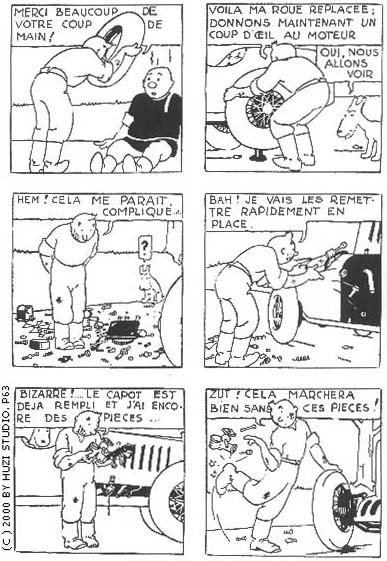 MERCI BEAUCOUP DE
VOTRE COUP DE
MAIN!
VOILA MA ROUE REPLACEE;
DONNONS MAINTENANT UN
COUP D'ŒIL AU MOTEUR
OUI, NOUS
ALLONS
VOIR
HEM! CELA ME PARAIT
COMPLIQUE...
?
BAH! JE VAIS LES REMET-
TRE RAPIDEMENT EN
PLACE.
BIZARRE!.... LE CAPOT EST
DEJA REMPLI ET J'AI ENCO-
RE DES PIECES ...
ZUT! CELA MARCHERA
BIEN SANS CES PIECES!
(C) 2000 BY HUZI STUDIO. P63